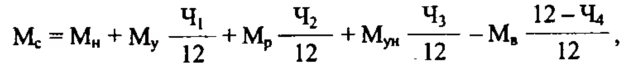 Мс = Мн + Му Ч1/12 + Мр Ч2/12 + Мун Ч3/12 − Мв 12 − Ч4/12 ,